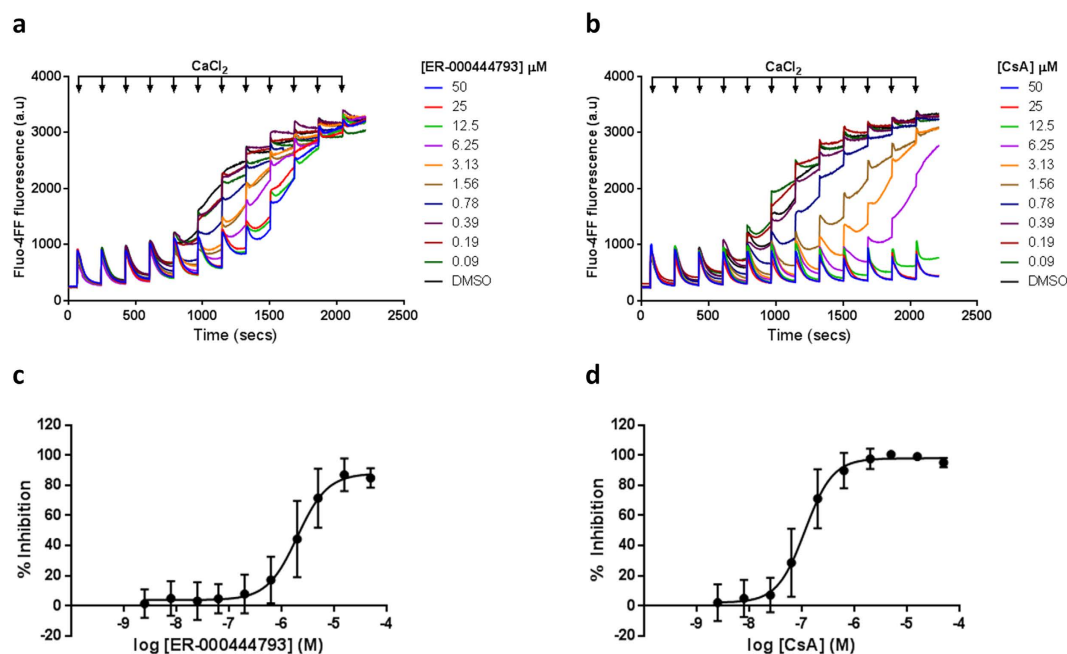 a
CaCl2
[ER-000444793] μM
4000
3000
2000
1000
0
Fluo-4FF fluorescence (a.u)
0 500 1000 1500 2000 2500
Time (secs)
50
25
12.5
6.25
3.13
1.56
0.78
0.39
0.19
0.09
DMSO
b
CaCl2
[CsA] μM
4000
3000
2000
1000
0
Fluo-4FF fluorescence (a.u)
0 500 1000 1500 2000 2500
Time (secs)
50
25
12.5
6.25
3.13
1.56
0.78
0.39
0.19
0.09
DMSO
c
120
100
80
60
40
20
0
-20
% Inhibition
-9 -8 -7 -6 -5 -4
log [ER-000444793] (M)
d
120
100
80
60
40
20
0
-20
% Inhibition
-9 -8 -7 -6 -5 -4
log [CsA] (M)